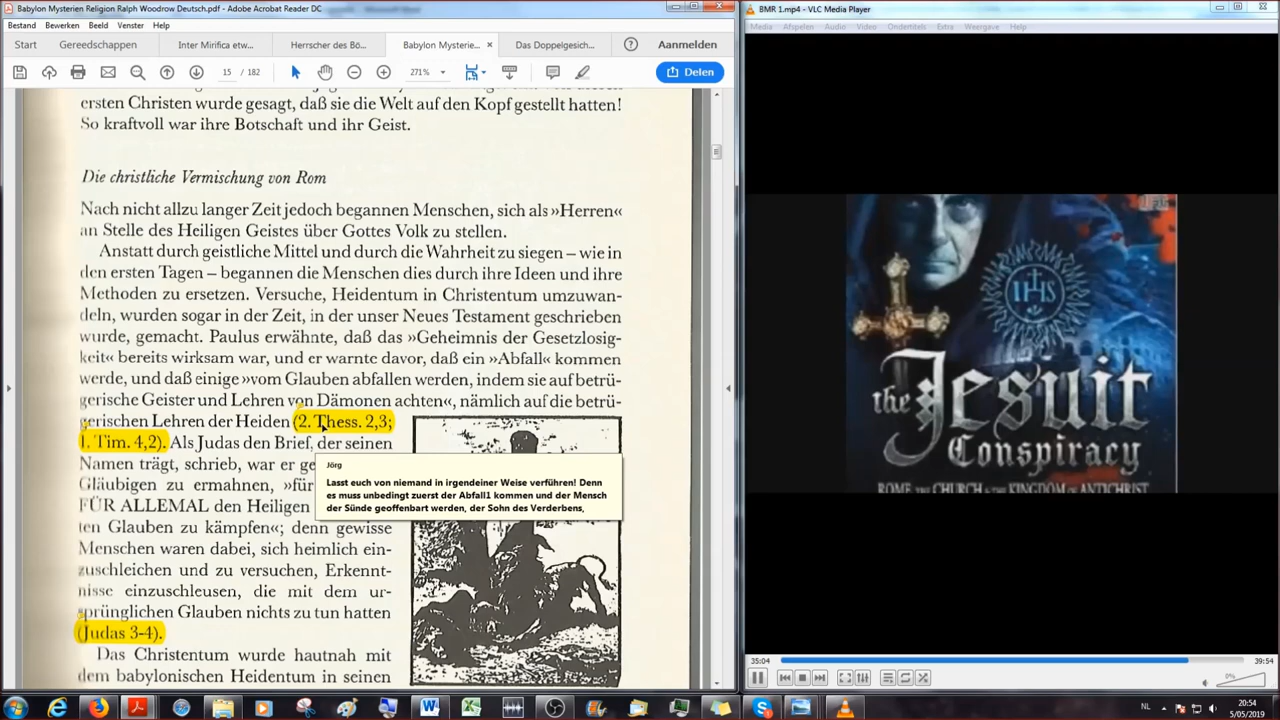 Babylon Mysterien Religion Ralph Woodrow Deutsch.pdf - Adobe Acrobat Reader DC
Bestand Bewerken Beeld Venster Help
Start Gereedschappen Inter Mirifica etw... Herrscher des Bö... Babylon Mysterie... × Das Doppelgesich... Aanmelden
15 / 182 271% Delen
ersten Christen wurde gesagt, daß sie die Welt auf den Kopf gestellt hatten!
So kraftvoll war ihre Botschaft und ihr Geist.
Die christliche Vermischung von Rom
Nach nicht allzu langer Zeit jedoch begannen Menschen, sich als »Herren«
an Stelle des Heiligen Geistes über Gottes Volk zu stellen.
Anstatt durch geistliche Mittel und durch die Wahrheit zu siegen – wie in
den ersten Tagen – begannen die Menschen dies durch ihre Ideen und ihre
Methoden zu ersetzen. Versuche, Heidentum in Christentum umzuwan-
deln, wurden sogar in der Zeit, in der unser Neues Testament geschrieben
wurde, gemacht. Paulus erwähnte, daß das »Geheimnis der Gesetzlosig-
keit« bereits wirksam war, und er warnte davor, daß ein »Abfall« kommen
werde, und daß einige »vom Glauben abfallen werden, indem sie auf betrü-
gerische Geister und Lehren von Dämonen achten«, nämlich auf die betrü-
gerischen Lehren der Heiden (2. Thess. 2,3;
1. Tim. 4,2). Als Judas den Brief, der seinen
Namen trägt, schrieb, war er ge
Gläubigen zu ermahnen, »für
FÜR ALLEMAL den Heiligen
ten Glauben zu kämpfen«; denn gewisse
Menschen waren dabei, sich heimlich ein-
zuschleichen und zu versuchen, Erkennt-
nisse einzuschleusen, die mit dem ur-
sprünglichen Glauben nichts zu tun hatten
(Judas 3-4).
Das Christentum wurde hautnah mit
dem babylonischen Heidentum in seinen
Jörg
Lasst euch von niemand in irgendeiner Weise verführen! Denn
es muss unbedingt zuerst der Abfall1 kommen und der Mensch
der Sünde geoffenbart werden, der Sohn des Verderbens,
BMR 1.mp4 - VLC Media Player
Media Afspelen Audio Video Ondertitels Extra Weergave Help
IHS
the Jesuit
Conspiracy
ROME, THE CHURCH & THE KINGDOM OF ANTICHRIST
35:04 39:54
0%
NL 20:54
5/05/2019